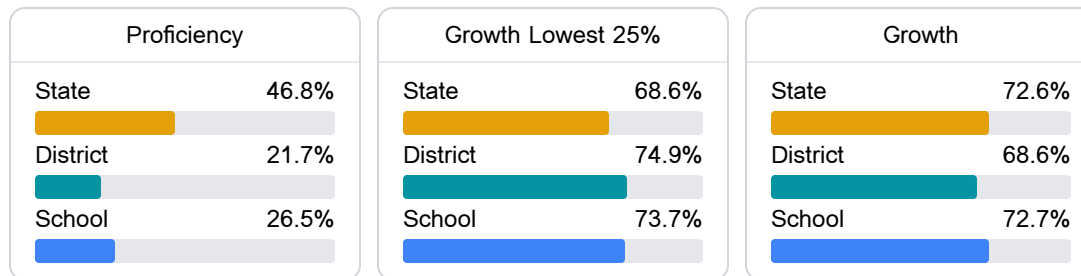 Proficiency
State 46.8%
District 21.7%
School 26.5%
Growth Lowest 25%
State 68.6%
District 74.9%
School 73.7%
Growth
State 72.6%
District 68.6%
School 72.7%